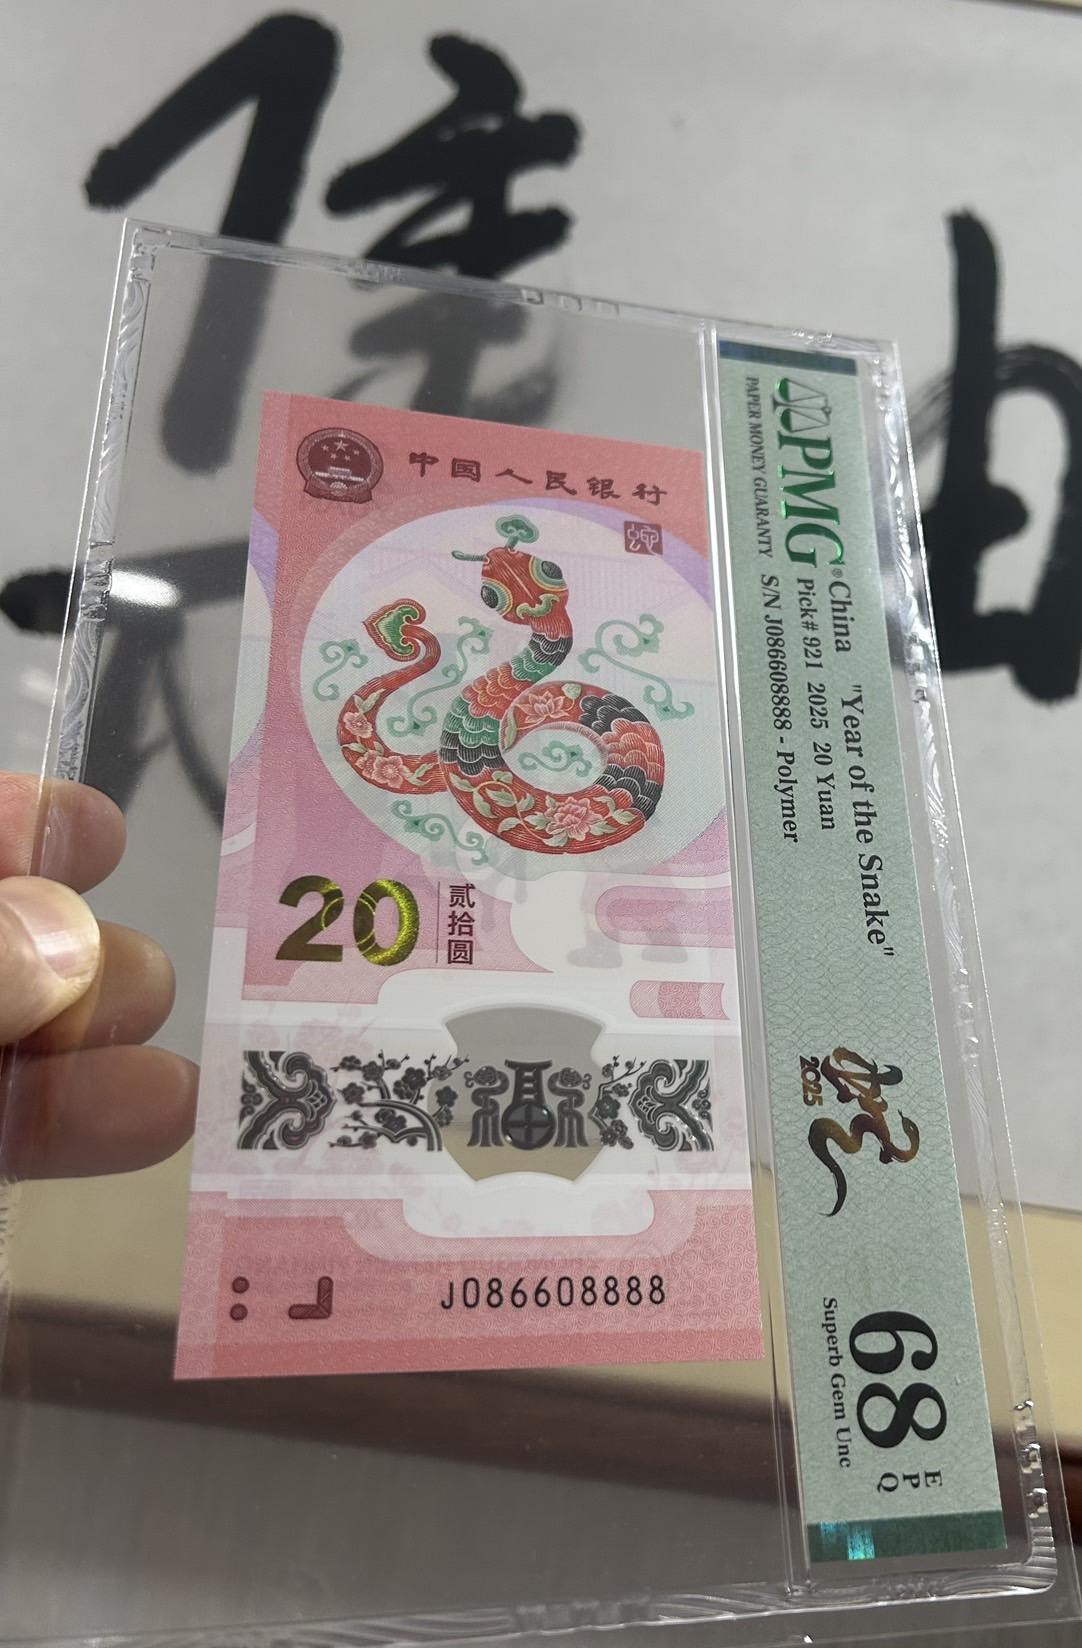 中国人民银行
20
贰拾圆
J086608888
PMG®
PAPER MONEY GUARANTY
China "Year of the Snake"
Pick# 921 2025 20 Yuan
S/N J086608888 - Polymer
2025
68
EPQ
Superb Gem Unc